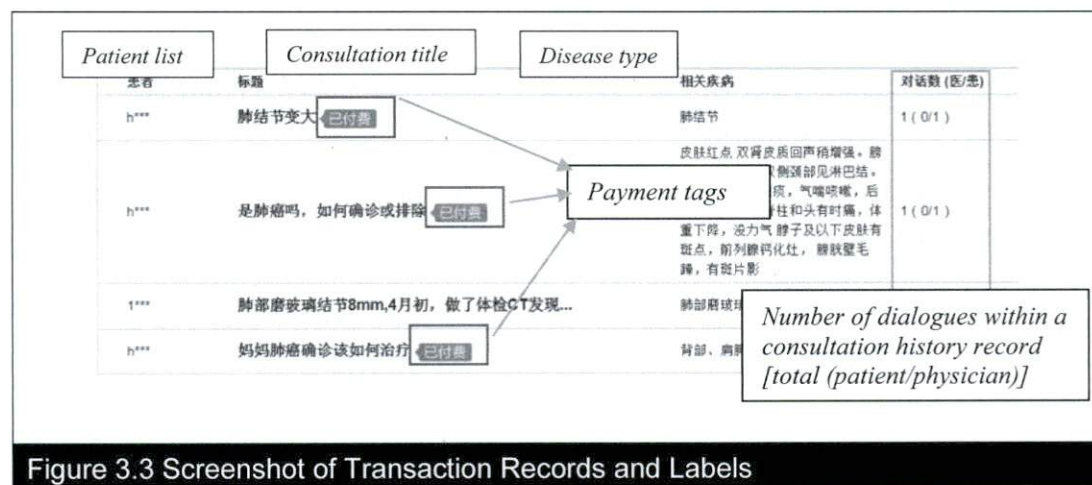 Patient list
Consultation title
Disease type
患者 标题 相关疾病 对话数 (医/患)
h*** 肺结节变大 已付费 肺结节 1 ( 0/1 )
皮肤红点 双肾皮质回声稍增强。膀
侧颈部见淋巴结。
痰,气喘咳嗽,后
h*** 是肺癌吗,如何确诊或排除 已付费 柱和头有时痛,体 1 ( 0/1 )
重下降,没力气 脖子及以下皮肤有
斑点,前列腺钙化灶, 膀胱壁毛
躁,有斑片影
Payment tags
1*** 肺部磨玻璃结节8mm,4月初,做了体检CT发现... 肺部磨玻
h*** 妈妈肺癌确诊该如何治疗 已付费 背部、肩
Number of dialogues within a
consultation history record
[total (patient/physician)]
Figure 3.3 Screenshot of Transaction Records and Labels